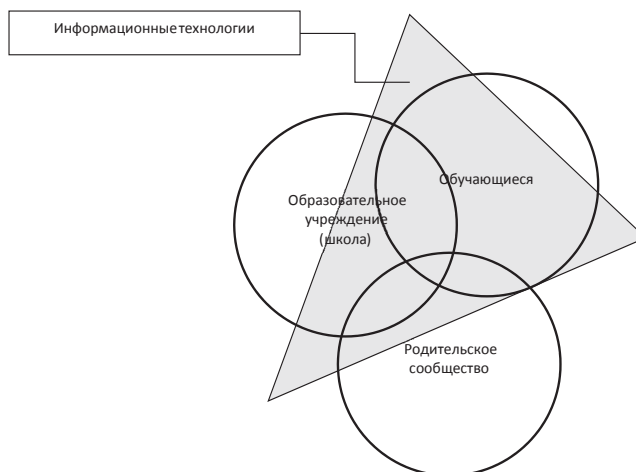 Информационные технологии
Обучающиеся
Образовательное
учреждение
(школа)
Родительское
сообщество